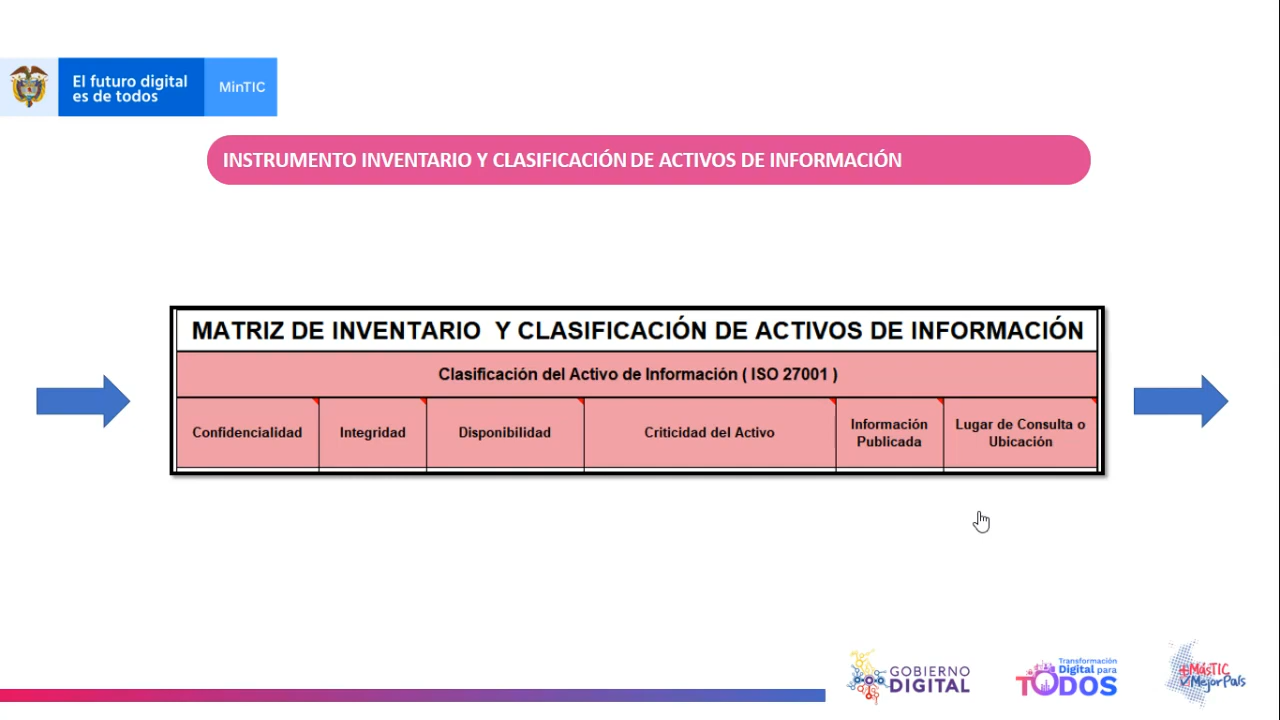 El futuro digital
es de todos
MinTIC
INSTRUMENTO INVENTARIO Y CLASIFICACIÓN DE ACTIVOS DE INFORMACIÓN
MATRIZ DE INVENTARIO Y CLASIFICACIÓN DE ACTIVOS DE INFORMACIÓN
Clasificación del Activo de Información ( ISO 27001 )
Confidencialidad
Integridad
Disponibilidad
Criticidad del Activo
Información
Publicada
Lugar de Consulta o
Ubicación
GOBIERNO
DIGITAL
Transformación
Digital para
TODOS
+MásTIC
MejorPaís